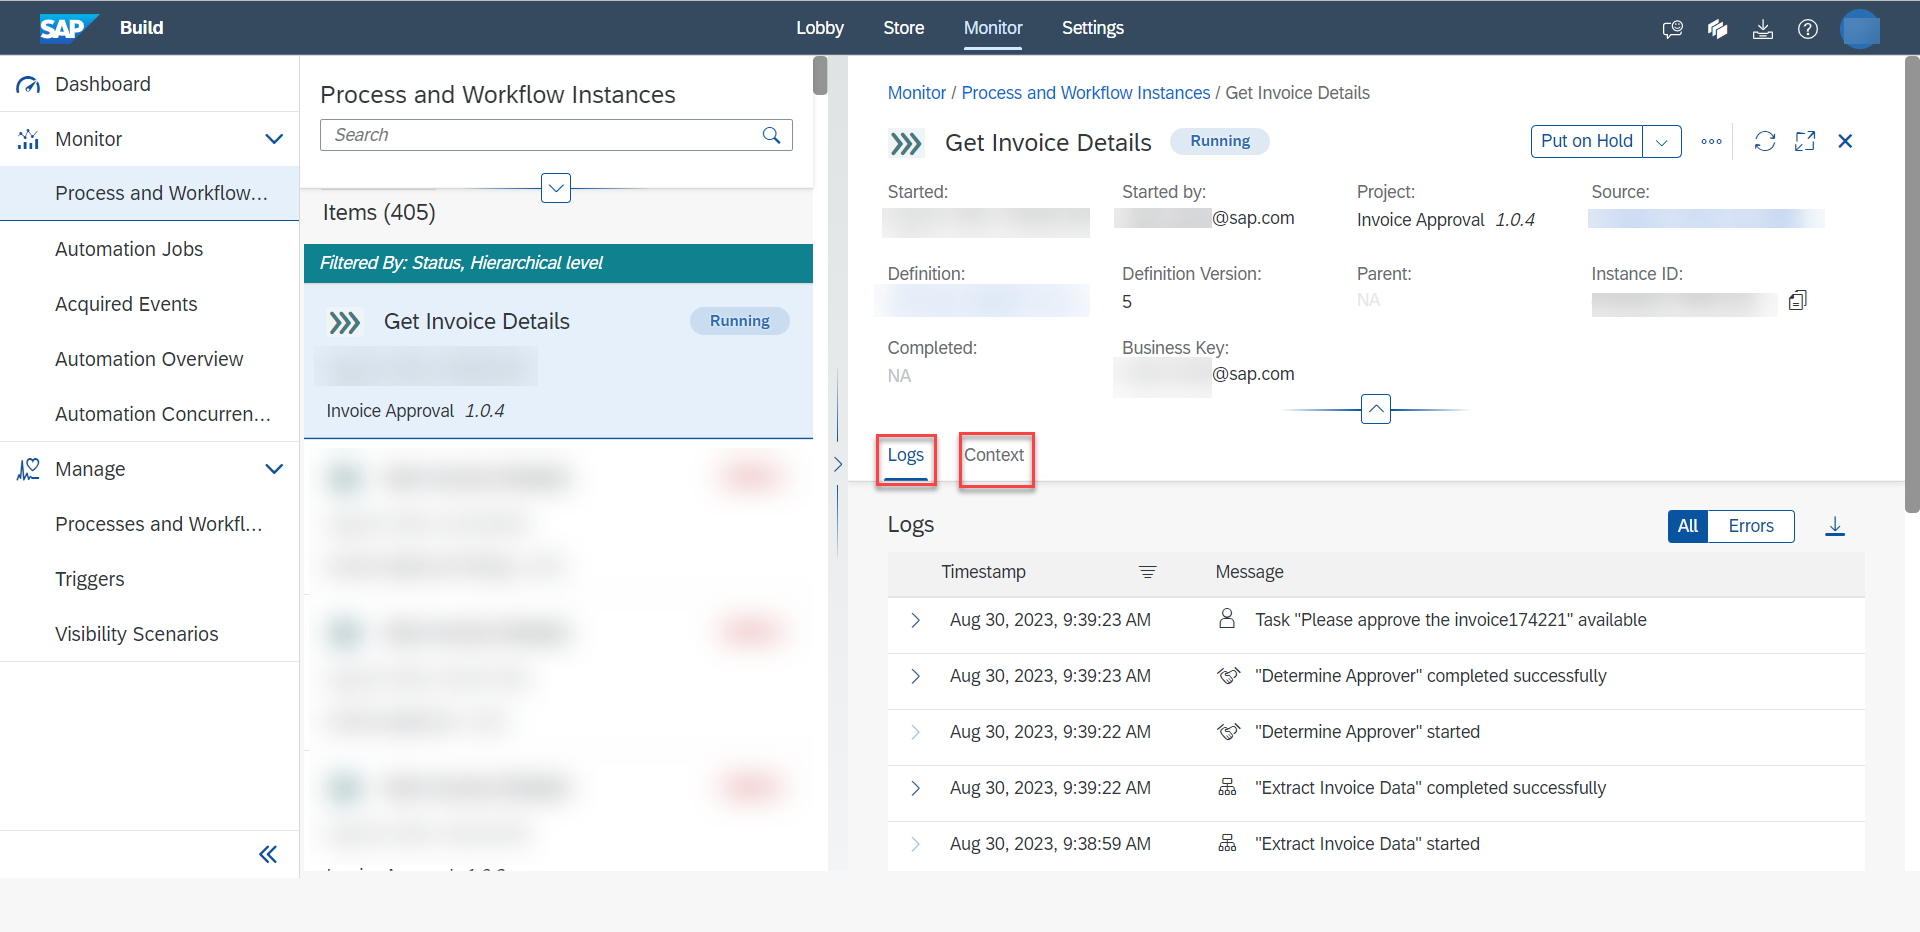 SAP Build Lobby Store Monitor Settings
Dashboard
Monitor
Process and Workflow...
Automation Jobs
Acquired Events
Automation Overview
Automation Concurren...
Manage
Processes and Workfl...
Triggers
Visibility Scenarios
Process and Workflow Instances
Search
Items (405)
Filtered By: Status, Hierarchical level
Get Invoice Details Running
Invoice Approval 1.0.4
Monitor / Process and Workflow Instances / Get Invoice Details
Get Invoice Details Running Put on Hold
Started: Started by: Project: Source:
@sap.com Invoice Approval 1.0.4
Definition: Definition Version: Parent: Instance ID:
5 NA
Completed: Business Key:
NA @sap.com
Logs Context
Logs All Errors
Timestamp Message
Aug 30, 2023, 9:39:23 AM Task "Please approve the invoice174221" available
Aug 30, 2023, 9:39:23 AM "Determine Approver" completed successfully
Aug 30, 2023, 9:39:22 AM "Determine Approver" started
Aug 30, 2023, 9:39:22 AM "Extract Invoice Data" completed successfully
Aug 30, 2023, 9:38:59 AM "Extract Invoice Data" started